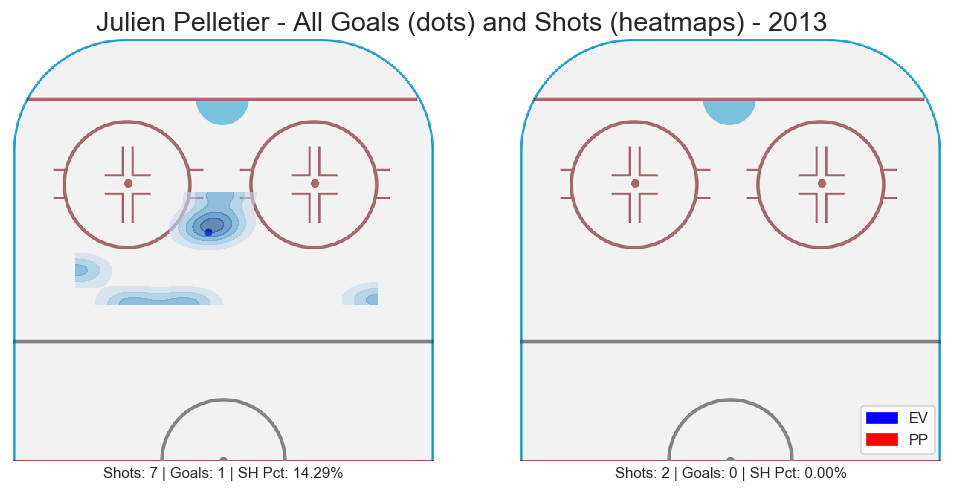 Julien Pelletier - All Goals (dots) and Shots (heatmaps) - 2013
EV
PP
Shots: 7 | Goals: 1 | SH Pct: 14.29%
Shots: 2 | Goals: 0 | SH Pct: 0.00%